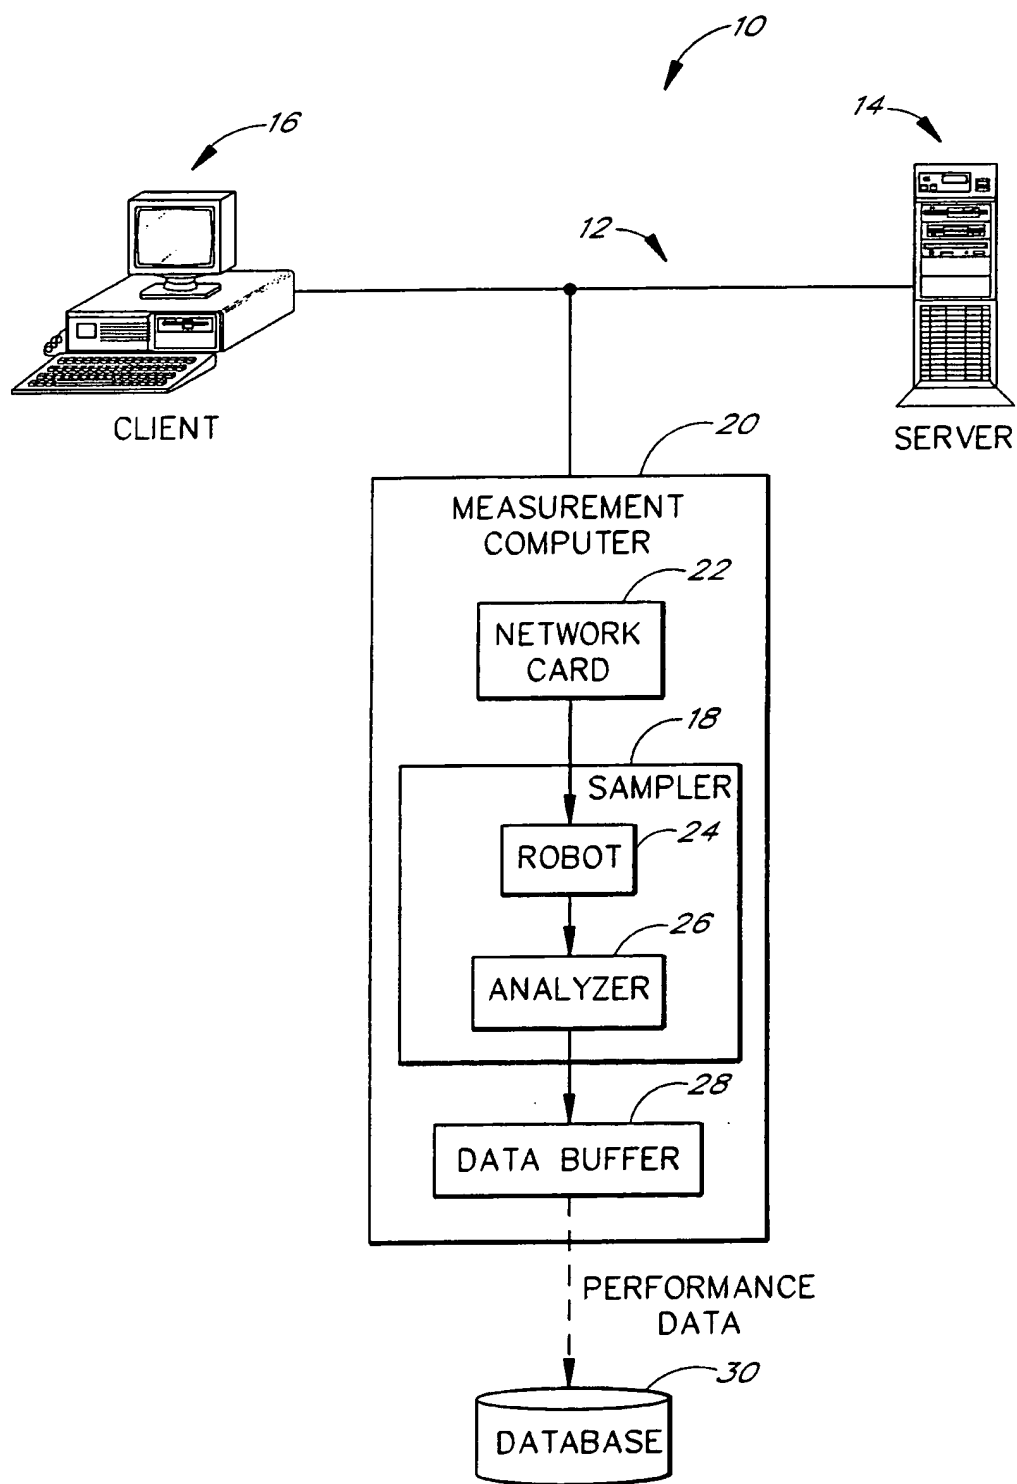 10
16
14
12
CLIENT
SERVER
20
MEASUREMENT
COMPUTER
22
NETWORK
CARD
18
SAMPLER
24
ROBOT
26
ANALYZER
28
DATA BUFFER
PERFORMANCE
DATA
30
DATABASE